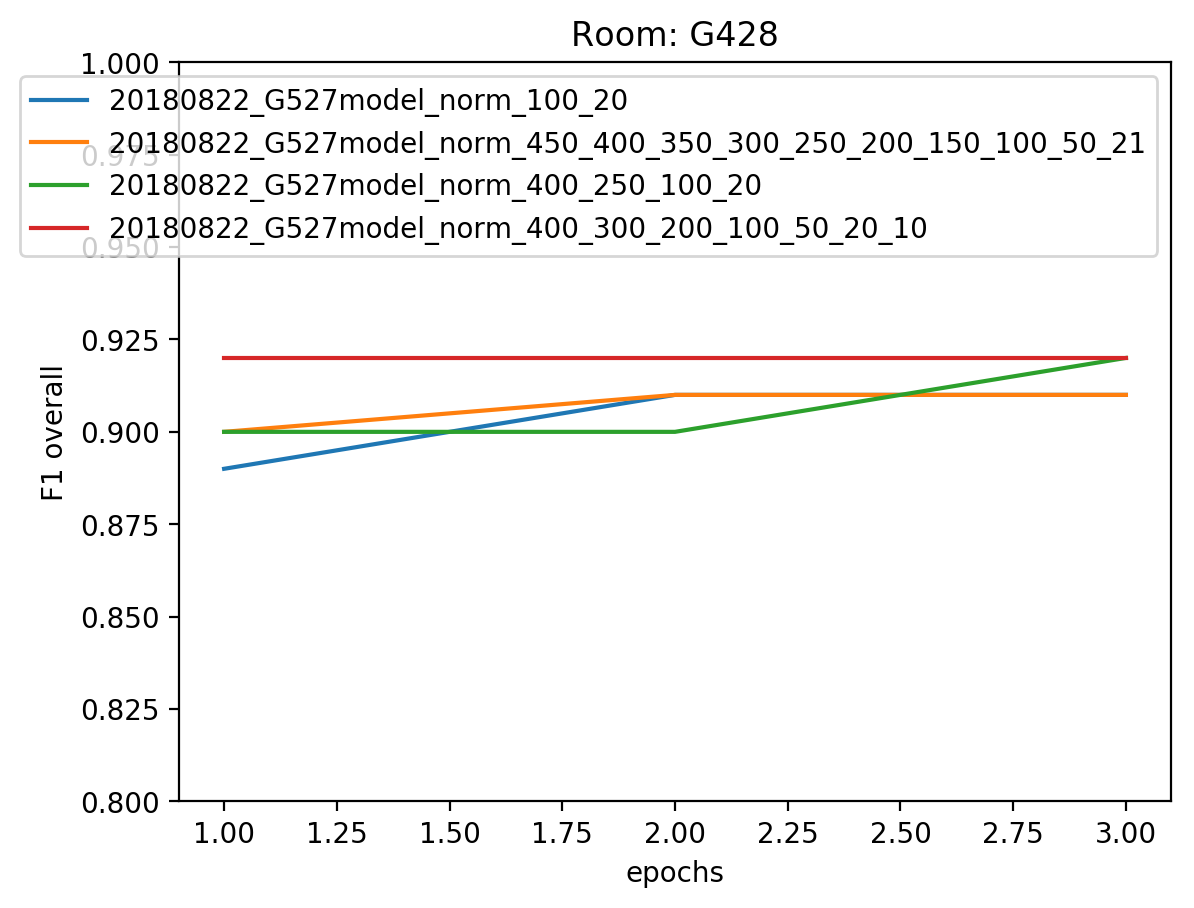 Room: G428
1.000
20180822_G527model_norm_100_20
20180822_G527model_norm_450_400_350_300_250_200_150_100_50_21
0.975
20180822_G527model_norm_400_250_100_20
20180822_G527model_norm_400_300_200_100_50_20_10
0.950
0.925
0.900
0.875
0.850
0.825
0.800
F1 overall
1.00 1.25 1.50 1.75 2.00 2.25 2.50 2.75 3.00
epochs